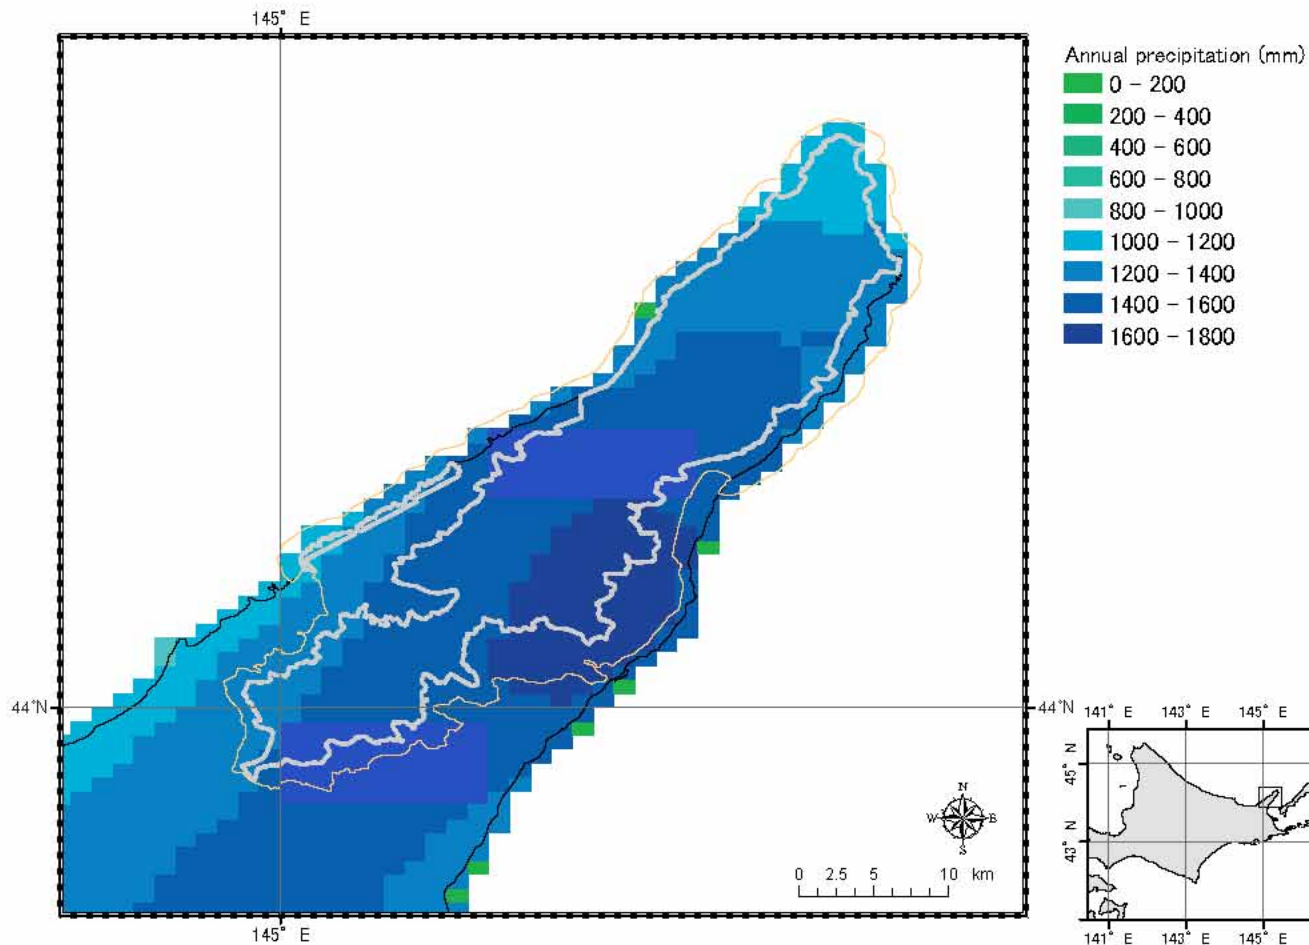 145° E
Annual precipitation (mm)
0 - 200
200 - 400
400 - 600
600 - 800
800 - 1000
1000 - 1200
1200 - 1400
1400 - 1600
1600 - 1800
44°N
44°N
N
W E
S
0 2.5 5 10 km
145° E
141° E 143° E 145° E
45° N
43° N
141° E 143° E 145° E